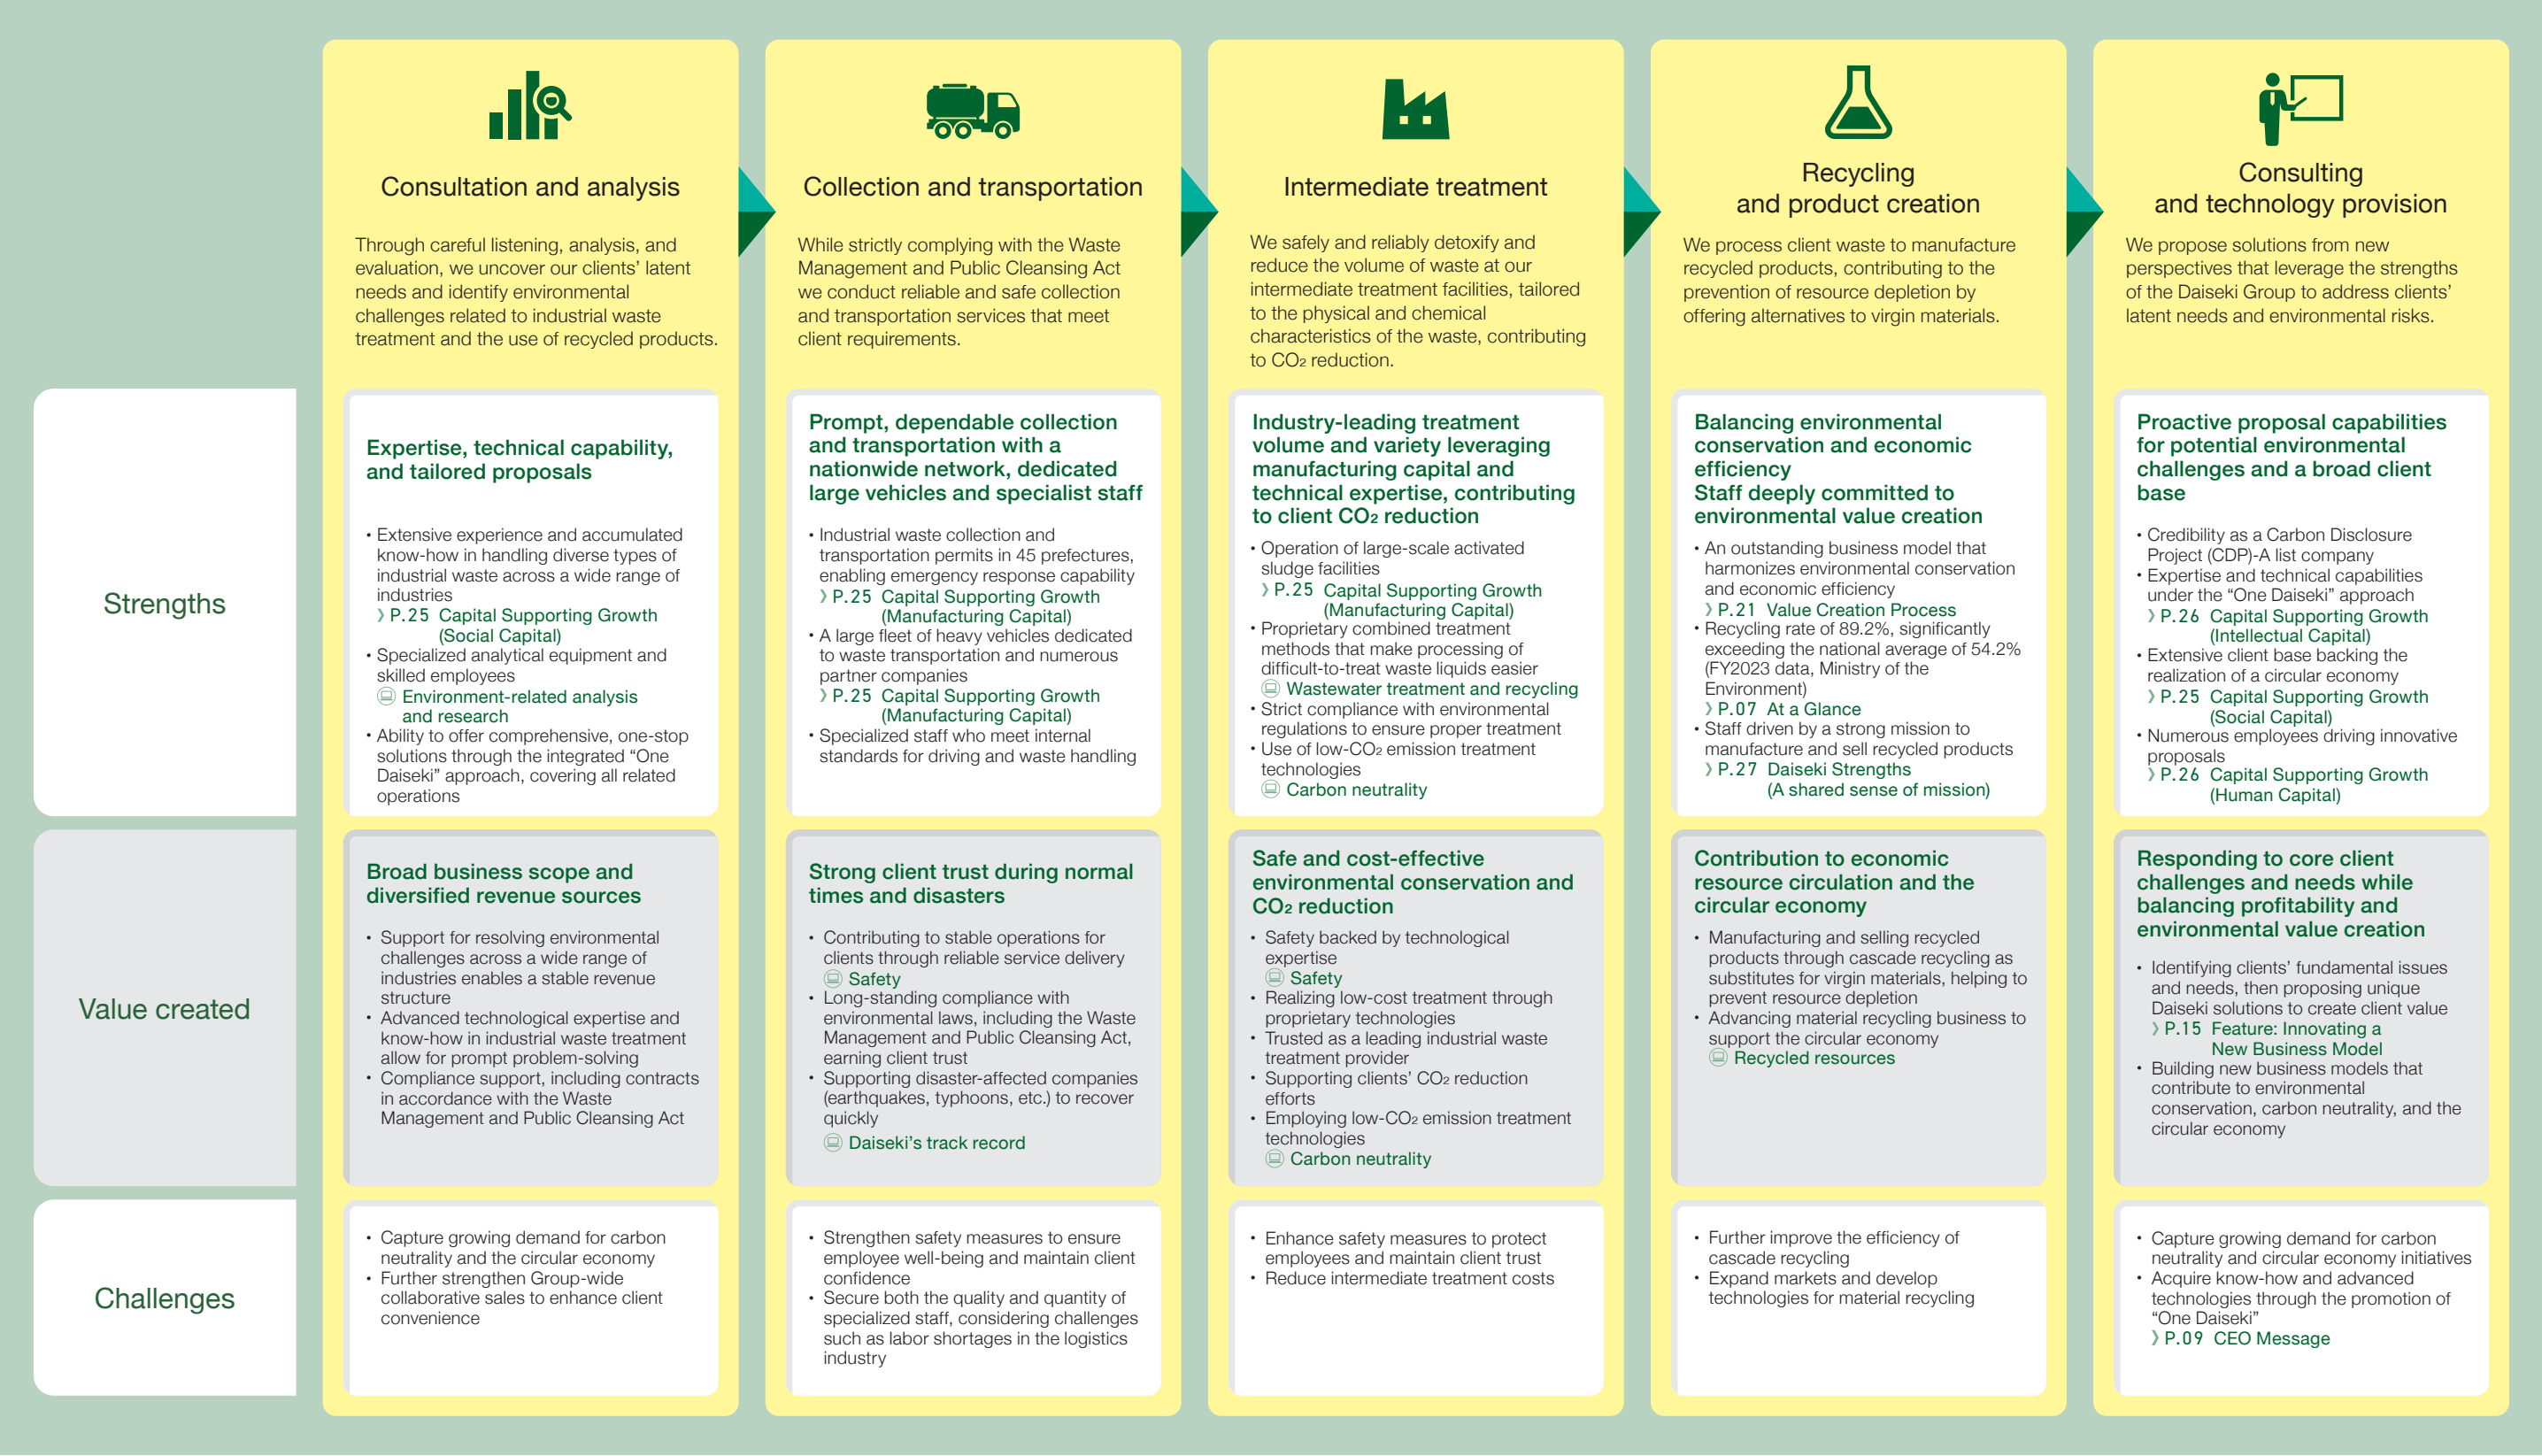 Consultation and analysis
Through careful listening, analysis, and
evaluation, we uncover our clients’ latent
needs and identify environmental
challenges related to industrial waste
treatment and the use of recycled products.
Collection and transportation
While strictly complying with the Waste
Management and Public Cleansing Act
we conduct reliable and safe collection
and transportation services that meet
client requirements.
Intermediate treatment
We safely and reliably detoxify and
reduce the volume of waste at our
intermediate treatment facilities, tailored
to the physical and chemical
characteristics of the waste, contributing
to CO₂ reduction.
Recycling
and product creation
We process client waste to manufacture
recycled products, contributing to the
prevention of resource depletion by
offering alternatives to virgin materials.
Consulting
and technology provision
We propose solutions from new
perspectives that leverage the strengths
of the Daiseki Group to address clients’
latent needs and environmental risks.
Strengths
Expertise, technical capability,
and tailored proposals
• Extensive experience and accumulated
know-how in handling diverse types of
industrial waste across a wide range of
industries
》P.25 Capital Supporting Growth
(Social Capital)
• Specialized analytical equipment and
skilled employees
Environment-related analysis
and research
• Ability to offer comprehensive, one-stop
solutions through the integrated “One
Daiseki” approach, covering all related
operations
Prompt, dependable collection
and transportation with a
nationwide network, dedicated
large vehicles and specialist staff
• Industrial waste collection and
transportation permits in 45 prefectures,
enabling emergency response capability
》P.25 Capital Supporting Growth
(Manufacturing Capital)
• A large fleet of heavy vehicles dedicated
to waste transportation and numerous
partner companies
》P.25 Capital Supporting Growth
(Manufacturing Capital)
• Specialized staff who meet internal
standards for driving and waste handling
Industry-leading treatment
volume and variety leveraging
manufacturing capital and
technical expertise, contributing
to client CO₂ reduction
• Operation of large-scale activated
sludge facilities
》P.25 Capital Supporting Growth
(Manufacturing Capital)
• Proprietary combined treatment
methods that make processing of
difficult-to-treat waste liquids easier
Wastewater treatment and recycling
• Strict compliance with environmental
regulations to ensure proper treatment
• Use of low-CO₂ emission treatment
technologies
Carbon neutrality
Balancing environmental
conservation and economic
efficiency
Staff deeply committed to
environmental value creation
• An outstanding business model that
harmonizes environmental conservation
and economic efficiency
》P.21 Value Creation Process
• Recycling rate of 89.2%, significantly
exceeding the national average of 54.2%
(FY2023 data, Ministry of the
Environment)
》P.07 At a Glance
• Staff driven by a strong mission to
manufacture and sell recycled products
》P.27 Daiseki Strengths
(A shared sense of mission)
Proactive proposal capabilities
for potential environmental
challenges and a broad client
base
• Credibility as a Carbon Disclosure
Project (CDP)-A list company
• Expertise and technical capabilities
under the “One Daiseki” approach
》P.26 Capital Supporting Growth
(Intellectual Capital)
• Extensive client base backing the
realization of a circular economy
》P.25 Capital Supporting Growth
(Social Capital)
• Numerous employees driving innovative
proposals
》P.26 Capital Supporting Growth
(Human Capital)
Value created
Broad business scope and
diversified revenue sources
• Support for resolving environmental
challenges across a wide range of
industries enables a stable revenue
structure
• Advanced technological expertise and
know-how in industrial waste treatment
allow for prompt problem-solving
• Compliance support, including contracts
in accordance with the Waste
Management and Public Cleansing Act
Strong client trust during normal
times and disasters
• Contributing to stable operations for
clients through reliable service delivery
Safety
• Long-standing compliance with
environmental laws, including the Waste
Management and Public Cleansing Act,
earning client trust
• Supporting disaster-affected companies
(earthquakes, typhoons, etc.) to recover
quickly
Daiseki’s track record
Safe and cost-effective
environmental conservation and
CO₂ reduction
• Safety backed by technological
expertise
Safety
• Realizing low-cost treatment through
proprietary technologies
• Trusted as a leading industrial waste
treatment provider
• Supporting clients’ CO₂ reduction
efforts
• Employing low-CO₂ emission treatment
technologies
Carbon neutrality
Contribution to economic
resource circulation and the
circular economy
• Manufacturing and selling recycled
products through cascade recycling as
substitutes for virgin materials, helping to
prevent resource depletion
• Advancing material recycling business to
support the circular economy
Recycled resources
Responding to core client
challenges and needs while
balancing profitability and
environmental value creation
• Identifying clients’ fundamental issues
and needs, then proposing unique
Daiseki solutions to create client value
》P.15 Feature: Innovating a
New Business Model
• Building new business models that
contribute to environmental
conservation, carbon neutrality, and the
circular economy
Challenges
• Capture growing demand for carbon
neutrality and the circular economy
• Further strengthen Group-wide
collaborative sales to enhance client
convenience
• Strengthen safety measures to ensure
employee well-being and maintain client
confidence
• Secure both the quality and quantity of
specialized staff, considering challenges
such as labor shortages in the logistics
industry
• Enhance safety measures to protect
employees and maintain client trust
• Reduce intermediate treatment costs
• Further improve the efficiency of
cascade recycling
• Expand markets and develop
technologies for material recycling
• Capture growing demand for carbon
neutrality and circular economy initiatives
• Acquire know-how and advanced
technologies through the promotion of
“One Daiseki”
》P.09 CEO Message